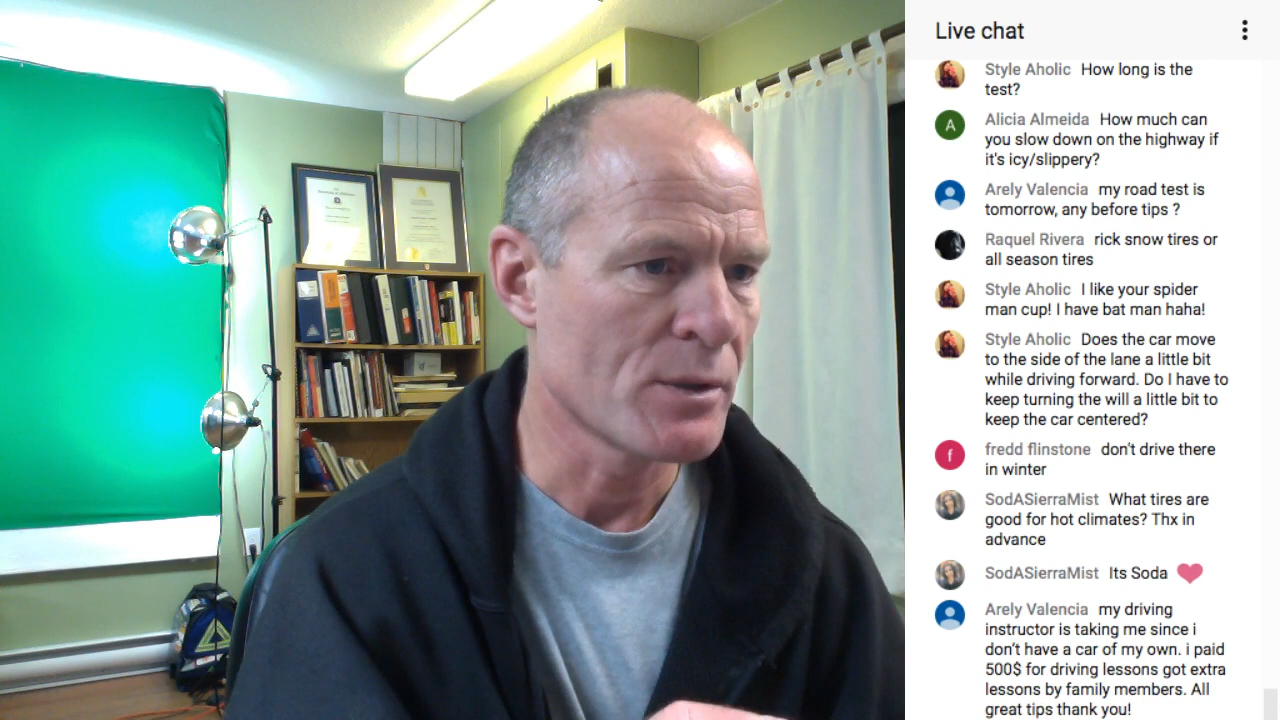 Live chat
Style Aholic How long is the
test?
Alicia Almeida How much can
you slow down on the highway if
it's icy/slippery?
Arely Valencia my road test is
tomorrow, any before tips ?
Raquel Rivera rick snow tires or
all season tires
Style Aholic I like your spider
man cup! I have bat man haha!
Style Aholic Does the car move
to the side of the lane a little bit
while driving forward. Do I have to
keep turning the will a little bit to
keep the car centered?
fredd flinstone don't drive there
in winter
SodASierraMist What tires are
good for hot climates? Thx in
advance
SodASierraMist Its Soda
Arely Valencia my driving
instructor is taking me since i
don't have a car of my own. i paid
500$ for driving lessons got extra
lessons by family members. All
great tips thank you!
A
f